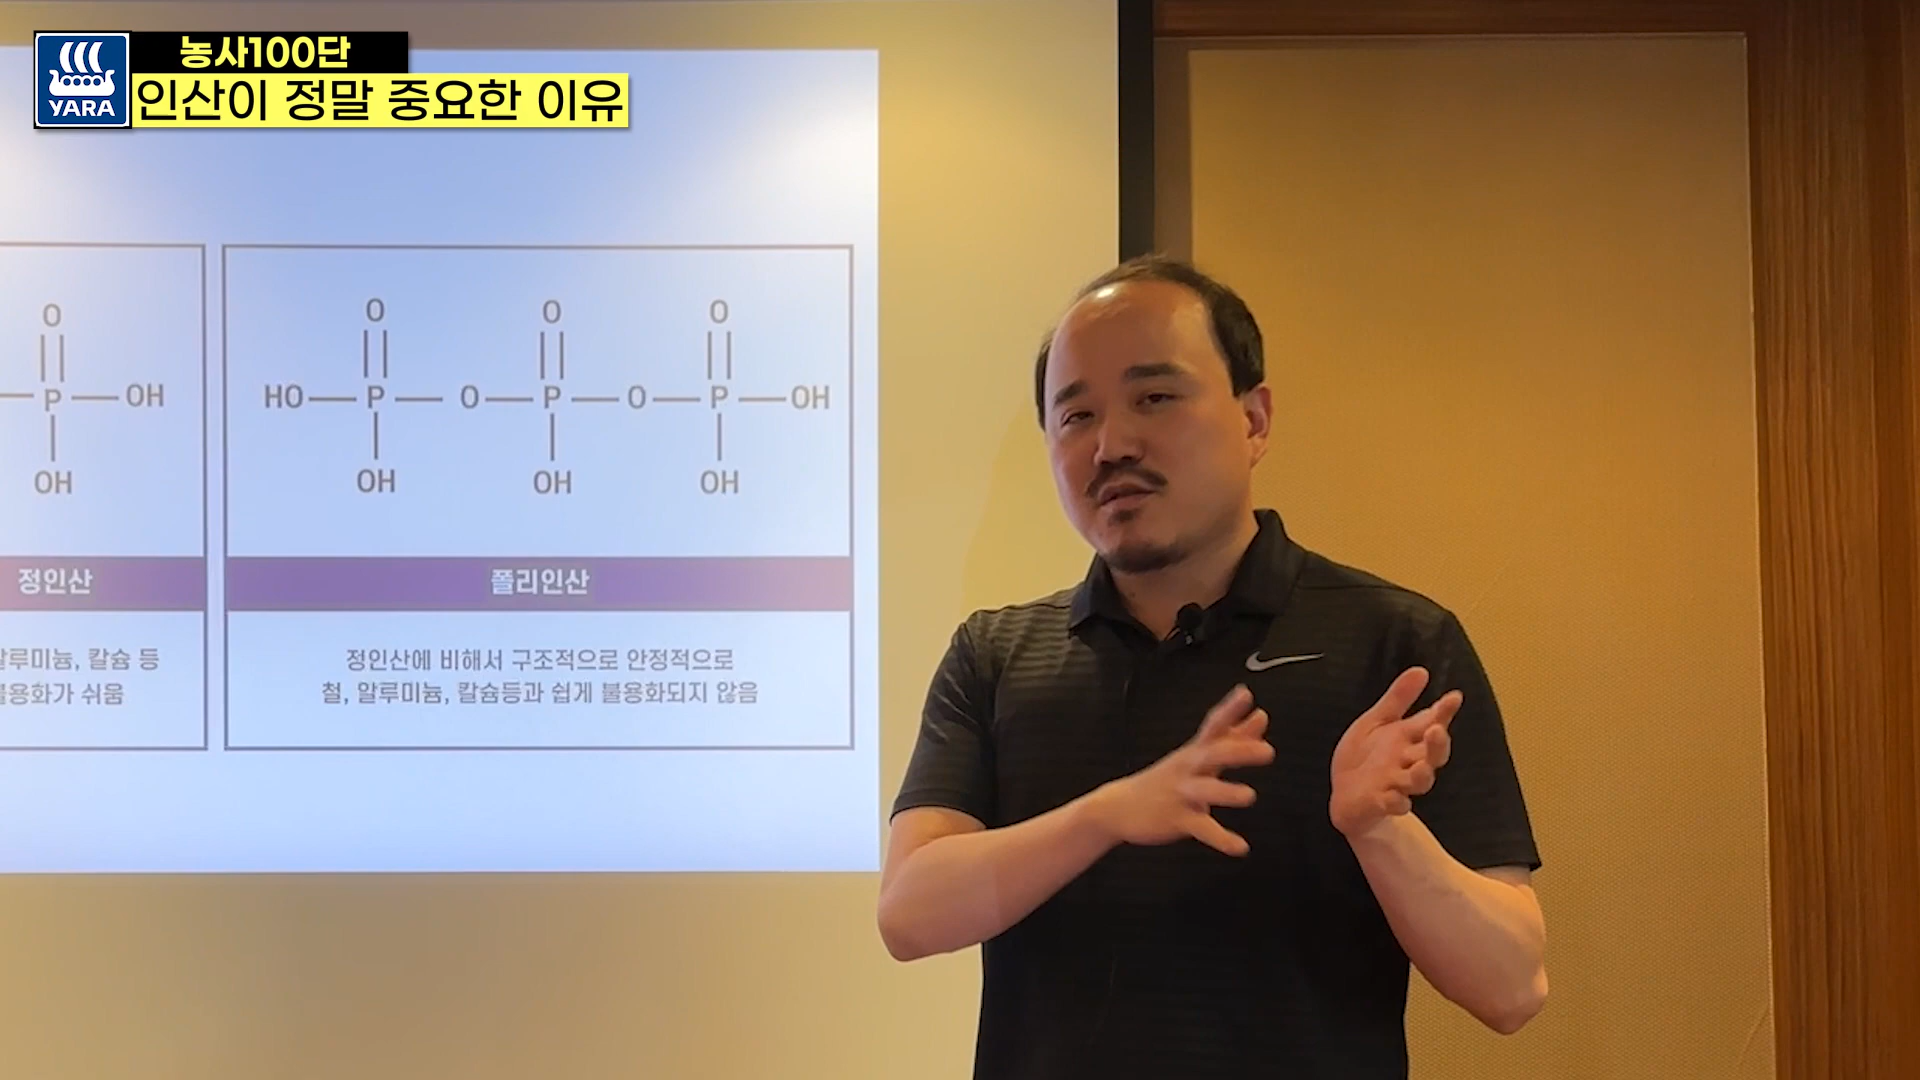 농사100단
YARA
인산이 정말 중요한 이유
O
O
O
O
P
OH
HO
P
O
P
O
P
OH
OH
OH
OH
OH
정인산
폴리인산
알루미늄, 칼슘 등
정인산에 비해서 구조적으로 안정적으로
불용화가 쉬움
철, 알루미늄, 칼슘등과 쉽게 불용화되지 않음